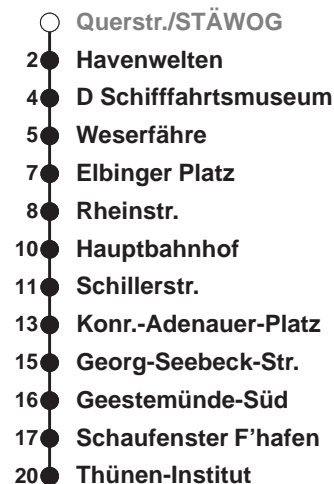 Querstr./STÄWOG
2 Havenwelten
4 D Schifffahrtsmuseum
5 Weserfähre
7 Elbinger Platz
8 Rheinstr.
10 Hauptbahnhof
11 Schillerstr.
13 Konr.-Adenauer-Platz
15 Georg-Seebeck-Str.
16 Geestemünde-Süd
17 Schaufenster F'hafen
20 Thünen-Institut